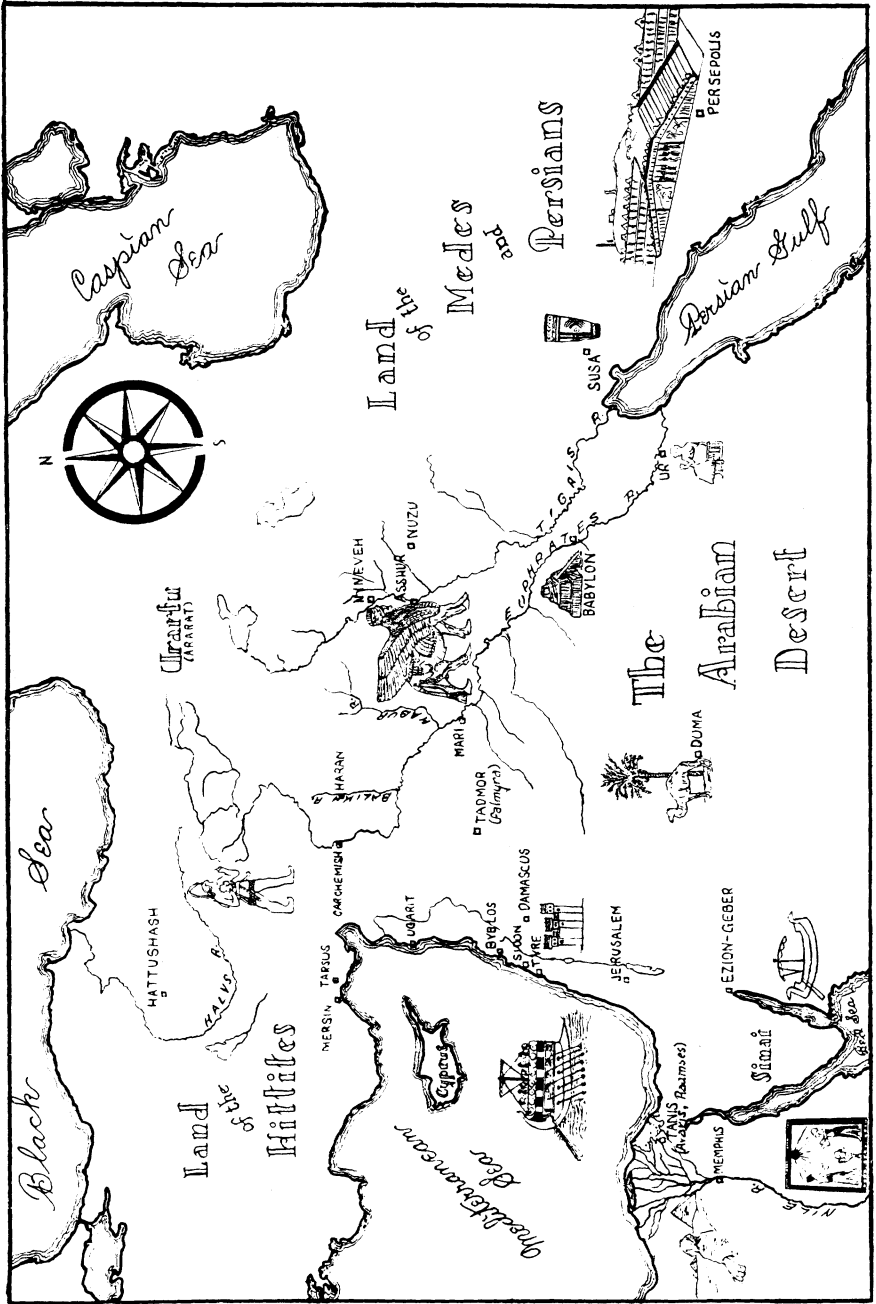 Black Sea
Caspian
Sea
N
S
Urartu
(ARARAT)
HATTUSHASH
HALYS R.
Land
of the
Hittites
MERSIN
TARSUS
CARCHEMISH
HARAN
BALIKH R.
HABUR R.
NINEVEH
ASSHUR
NUZU
Land
of the
Medes
and
Persians
PERSEPOLIS
SUSA
TIGRIS R.
EUPHRATES R.
MARI
TADMOR
(Palmyra)
BABYLON
UR
Persian Gulf
Cyprus
Mediterranean
Sea
UGARIT
BYBLOS
SIDON
TYRE
DAMASCUS
JERUSALEM
The
Arabian
Desert
DUMA
EZION-GEBER
Sinai
Red Sea
TANIS
(Avaris, Raamses)
MEMPHIS
NILE R.